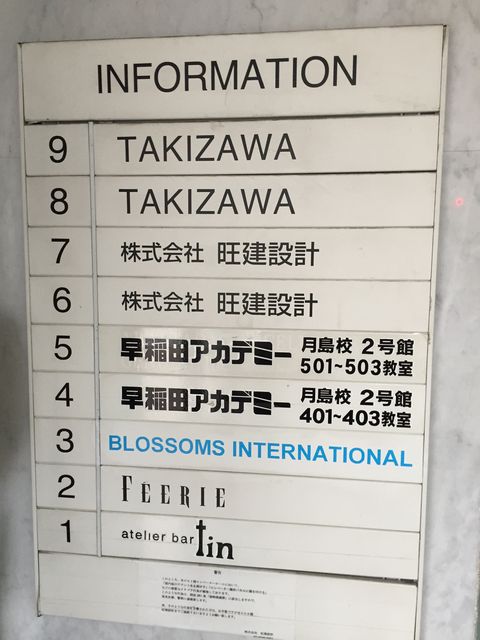 INFORMATION
9 TAKIZAWA
8 TAKIZAWA
7 株式会社 旺建設計
6 株式会社 旺建設計
5 早稲田アカデミー 月島校 2号館
501~503教室
4 早稲田アカデミー 月島校 2号館
401~403教室
3 BLOSSOMS INTERNATIONAL
2 FÉERIE
1 atelier bar tin
警告